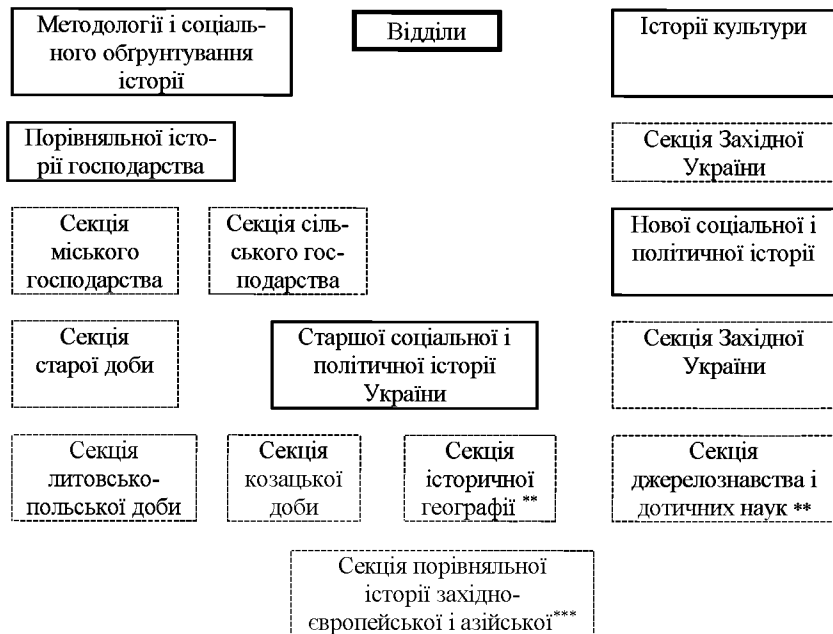 Методології і соціаль-
ного обґрунтування
історії
Відділи
Історії культури
Порівняльної істо-
рії господарства
Секція Західної
України
Секція
міського
господарства
Секція сіль-
ського гос-
подарства
Нової соціальної і
політичної історії
Секція
старої доби
Старшої соціальної і
політичної історії
України
Секція Західної
України
Секція
литовсько-
польської доби
Секція
козацької
доби
Секція
історичної
географії **
Секція
джерелознавства і
дотичних наук **
Секція порівняльної
історії західно-
європейської і азійської***